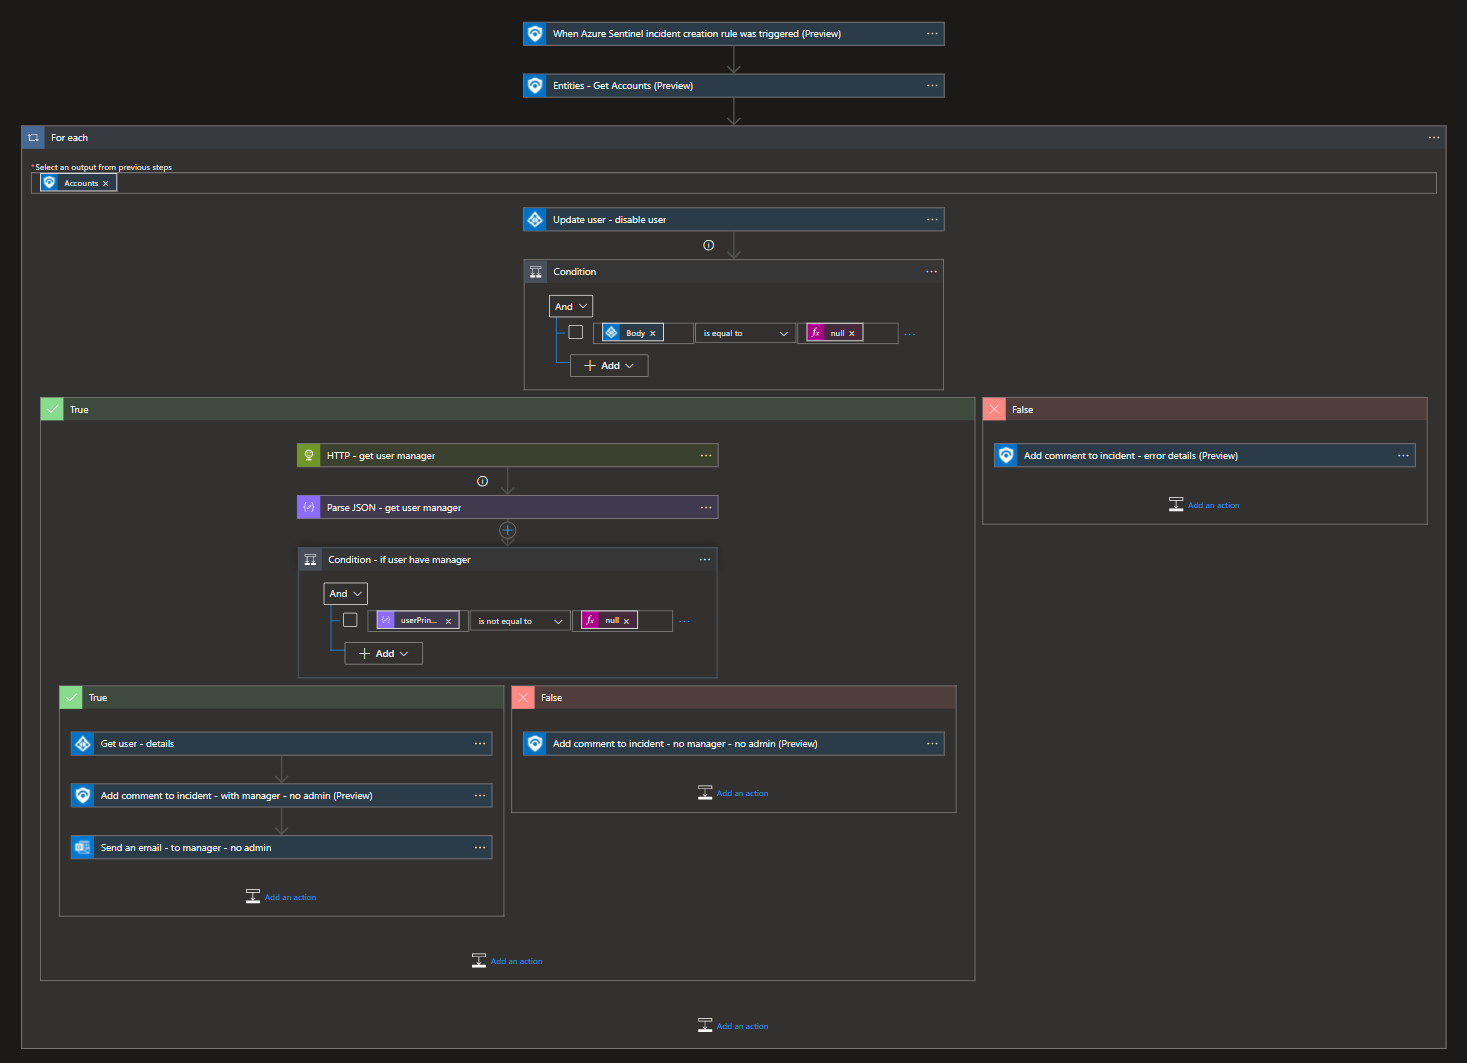 When Azure Sentinel incident creation rule was triggered (Preview)
Entities - Get Accounts (Preview)
For each
*Select an output from previous steps
Accounts
Update user - disable user
Condition
And
Body
is equal to
fx null
Add
True
False
HTTP - get user manager
Add comment to incident - error details (Preview)
Add an action
Parse JSON - get user manager
Condition - if user have manager
And
userPrin...
is not equal to
fx null
Add
True
False
Get user - details
Add comment to incident - no manager - no admin (Preview)
Add comment to incident - with manager - no admin (Preview)
Add an action
Send an email - to manager - no admin
Add an action
Add an action
Add an action